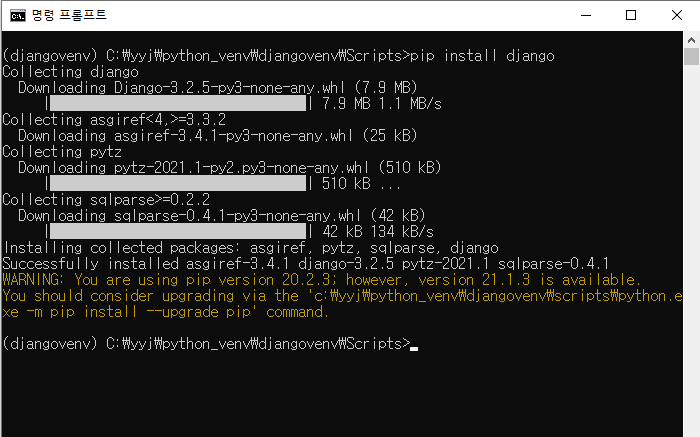 명령 프롬프트
(djangovenv) C:₩yyj₩python_venv₩djangovenv₩Scripts>pip install django
Collecting django
  Downloading Django-3.2.5-py3-none-any.whl (7.9 MB)
     |████████████████████████████████| 7.9 MB 1.1 MB/s
Collecting asgiref<4,>=3.3.2
  Downloading asgiref-3.4.1-py3-none-any.whl (25 kB)
Collecting pytz
  Downloading pytz-2021.1-py2.py3-none-any.whl (510 kB)
     |████████████████████████████████| 510 kB ...
Collecting sqlparse>=0.2.2
  Downloading sqlparse-0.4.1-py3-none-any.whl (42 kB)
     |████████████████████████████████| 42 kB 134 kB/s
Installing collected packages: asgiref, pytz, sqlparse, django
Successfully installed asgiref-3.4.1 django-3.2.5 pytz-2021.1 sqlparse-0.4.1
WARNING: You are using pip version 20.2.3; however, version 21.1.3 is available.
You should consider upgrading via the 'c:₩yyj₩python_venv₩djangovenv₩scripts₩python.e
xe -m pip install --upgrade pip' command.
(djangovenv) C:₩yyj₩python_venv₩djangovenv₩Scripts>